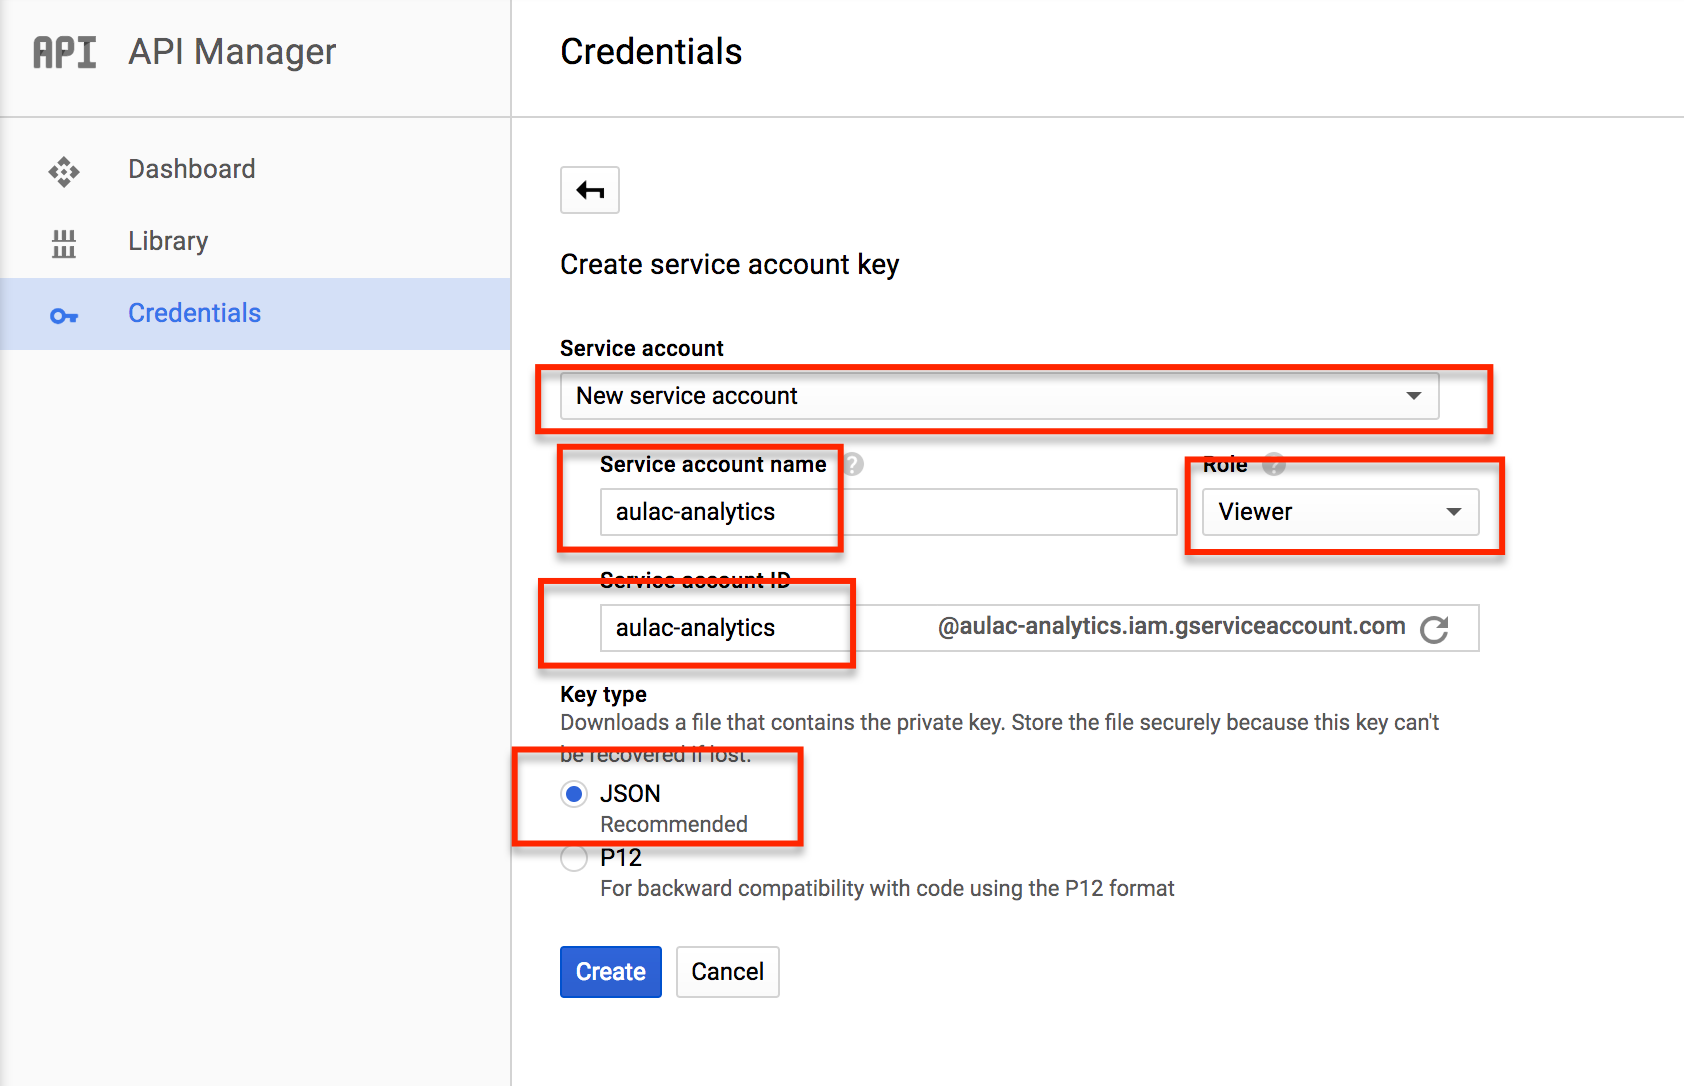 API API Manager
Credentials
Dashboard
Library
Credentials
Create service account key
Service account
New service account
Service account name ?
Role ?
aulac-analytics
Viewer
Service account ID
aulac-analytics
@aulac-analytics.iam.gserviceaccount.com
Key type
Downloads a file that contains the private key. Store the file securely because this key can't
be recovered if lost.
JSON
Recommended
P12
For backward compatibility with code using the P12 format
Create
Cancel